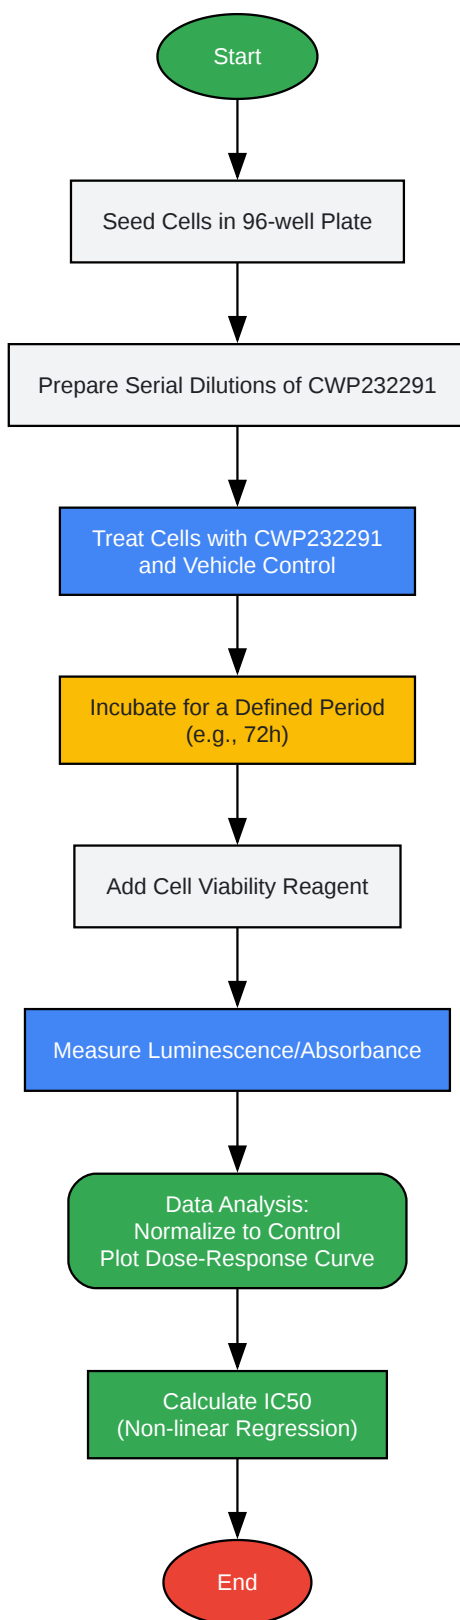 Start
Seed Cells in 96-well Plate
Prepare Serial Dilutions of CWP232291
Treat Cells with CWP232291
and Vehicle Control
Incubate for a Defined Period
(e.g., 72h)
Add Cell Viability Reagent
Measure Luminescence/Absorbance
Data Analysis:
Normalize to Control
Plot Dose-Response Curve
Calculate IC50
(Non-linear Regression)
End